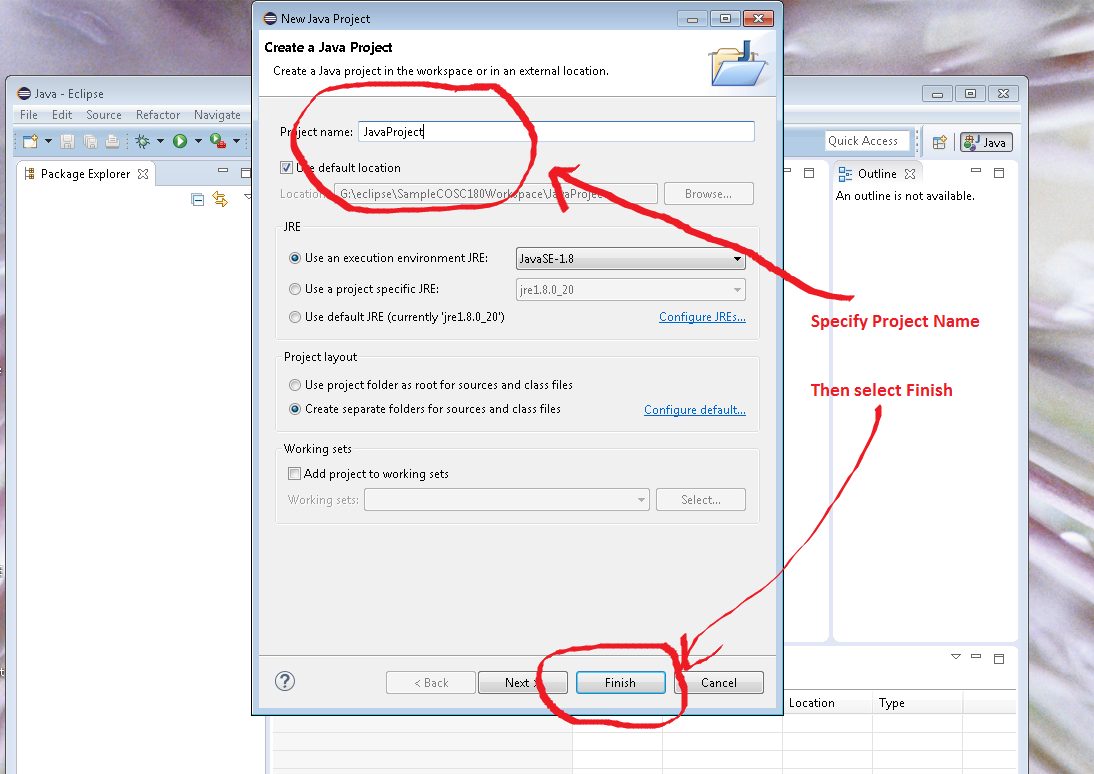 New Java Project
Create a Java Project
Create a Java project in the workspace or in an external location.
Java - Eclipse
File Edit Source Refactor Navigate
Project name: JavaProject
Quick Access
Java
Package Explorer
Use default location
Outline
Location: G:\eclipse\SampleCOSC180Workspace\JavaProject
Browse...
An outline is not available.
JRE
Use an execution environment JRE: JavaSE-1.8
Use a project specific JRE: jre1.8.0_20
Use default JRE (currently 'jre1.8.0_20') Configure JREs...
Specify Project Name
Project layout
Use project folder as root for sources and class files
Then select Finish
Create separate folders for sources and class files Configure default...
Working sets
Add project to working sets
Working sets: Select...
< Back Next > Finish Cancel
Location Type